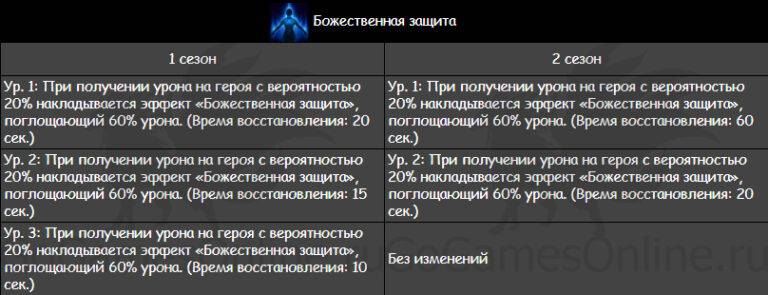 Божественная защита
1 сезон
2 сезон
Ур. 1: При получении урона на героя с вероятностью
20% накладывается эффект «Божественная защита»,
поглощающий 60% урона. (Время восстановления: 20
сек.)
Ур. 1: При получении урона на героя с вероятностью
20% накладывается эффект «Божественная защита»,
поглощающий 60% урона. (Время восстановления: 60
сек.)
Ур. 2: При получении урона на героя с вероятностью
20% накладывается эффект «Божественная защита»,
поглощающий 60% урона. (Время восстановления: 15
сек.)
Ур. 2: При получении урона на героя с вероятностью
20% накладывается эффект «Божественная защита»,
поглощающий 60% урона. (Время восстановления: 20
сек.)
Ур. 3: При получении урона на героя с вероятностью
20% накладывается эффект «Божественная защита»,
поглощающий 60% урона. (Время восстановления: 10
сек.)
Без изменений
GamesOnline.ru